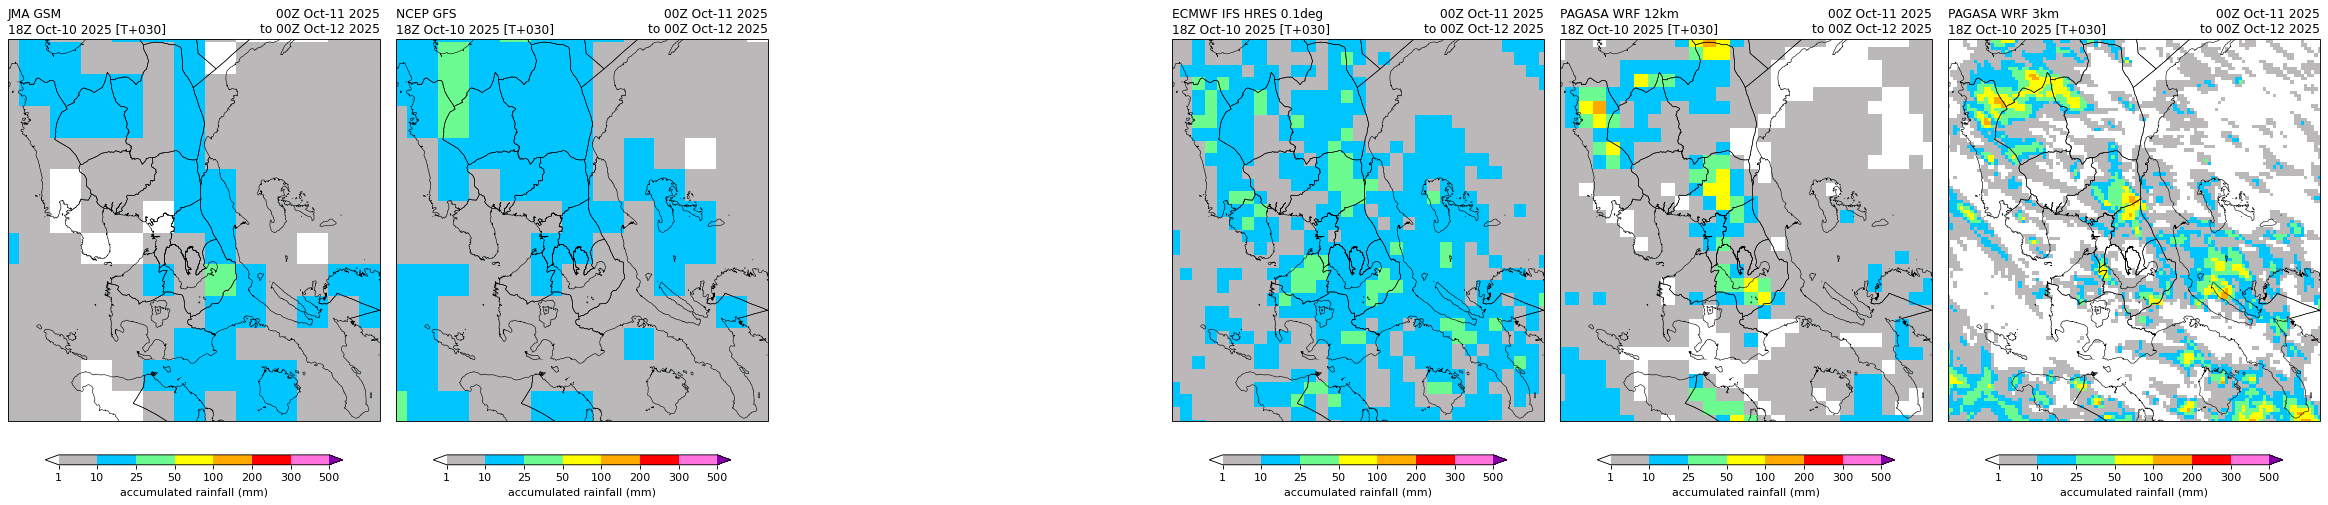 JMA GSM 00Z Oct-11 2025
18Z Oct-10 2025 [T+030] to 00Z Oct-12 2025
1 10 25 50 100 200 300 500
accumulated rainfall (mm)
NCEP GFS 00Z Oct-11 2025
18Z Oct-10 2025 [T+030] to 00Z Oct-12 2025
1 10 25 50 100 200 300 500
accumulated rainfall (mm)
ECMWF IFS HRES 0.1deg 00Z Oct-11 2025
18Z Oct-10 2025 [T+030] to 00Z Oct-12 2025
1 10 25 50 100 200 300 500
accumulated rainfall (mm)
PAGASA WRF 12km 00Z Oct-11 2025
18Z Oct-10 2025 [T+030] to 00Z Oct-12 2025
1 10 25 50 100 200 300 500
accumulated rainfall (mm)
PAGASA WRF 3km 00Z Oct-11 2025
18Z Oct-10 2025 [T+030] to 00Z Oct-12 2025
1 10 25 50 100 200 300 500
accumulated rainfall (mm)